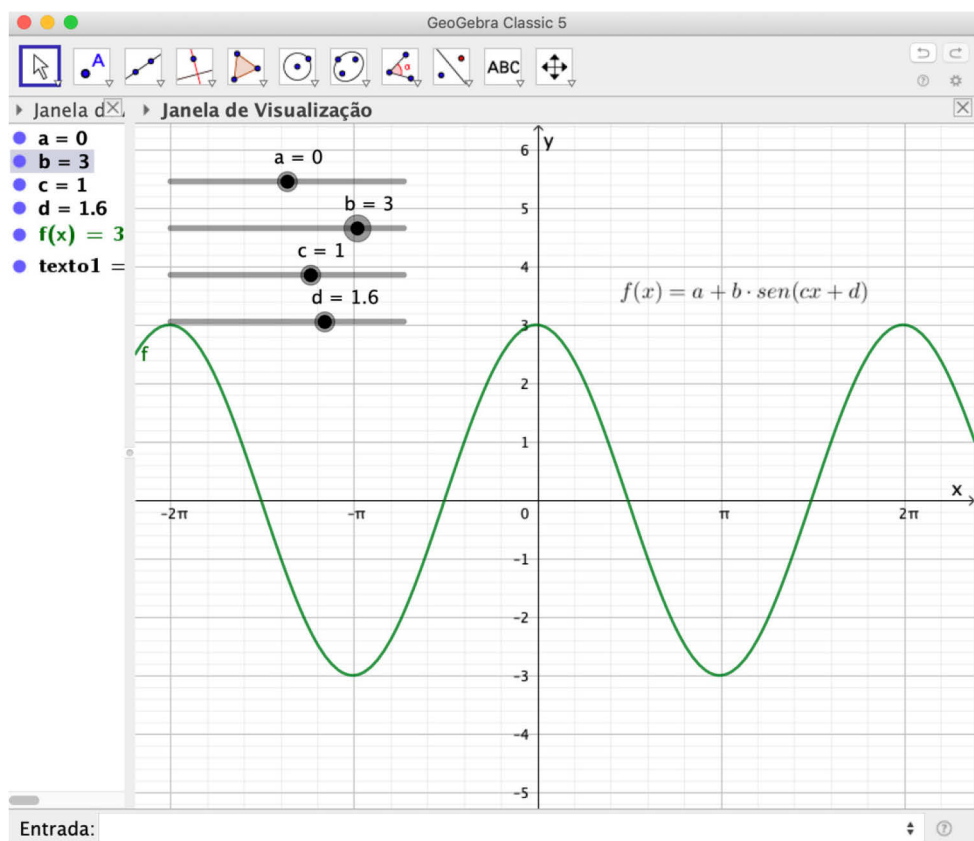 GeoGebra Classic 5
A
α
ABC
Janela d
Janela de Visualização
a = 0
b = 3
c = 1
d = 1.6
f(x) = 3
texto1 =
a = 0
b = 3
c = 1
d = 1.6
f(x) = a + b · sen(cx + d)
y
6
5
4
3
2
1
f
x
-2π
-π
0
π
2π
-1
-2
-3
-4
-5
Entrada: